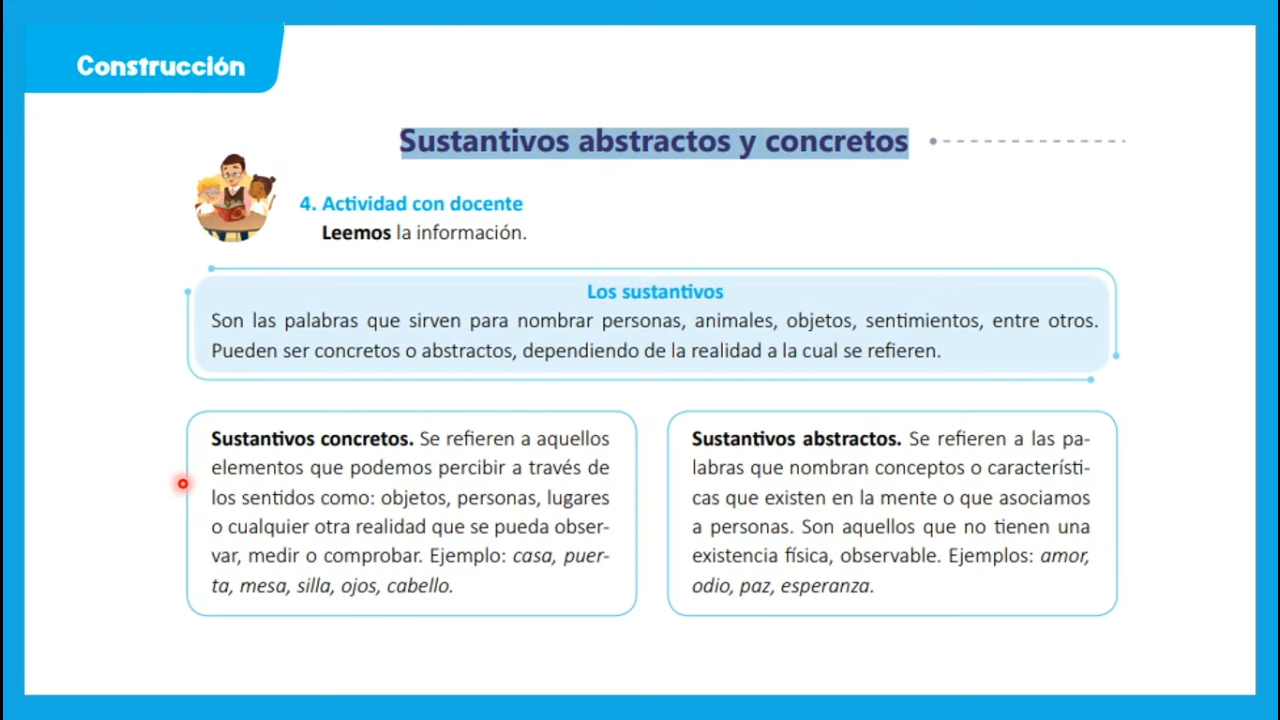 Construcción
Sustantivos abstractos y concretos
4. Actividad con docente
Leemos la información.
Los sustantivos
Son las palabras que sirven para nombrar personas, animales, objetos, sentimientos, entre otros.
Pueden ser concretos o abstractos, dependiendo de la realidad a la cual se refieren.
Sustantivos concretos. Se refieren a aquellos
elementos que podemos percibir a través de
los sentidos como: objetos, personas, lugares
o cualquier otra realidad que se pueda obser-
var, medir o comprobar. Ejemplo: casa, puer-
ta, mesa, silla, ojos, cabello.
Sustantivos abstractos. Se refieren a las pa-
labras que nombran conceptos o característi-
cas que existen en la mente o que asociamos
a personas. Son aquellos que no tienen una
existencia física, observable. Ejemplos: amor,
odio, paz, esperanza.